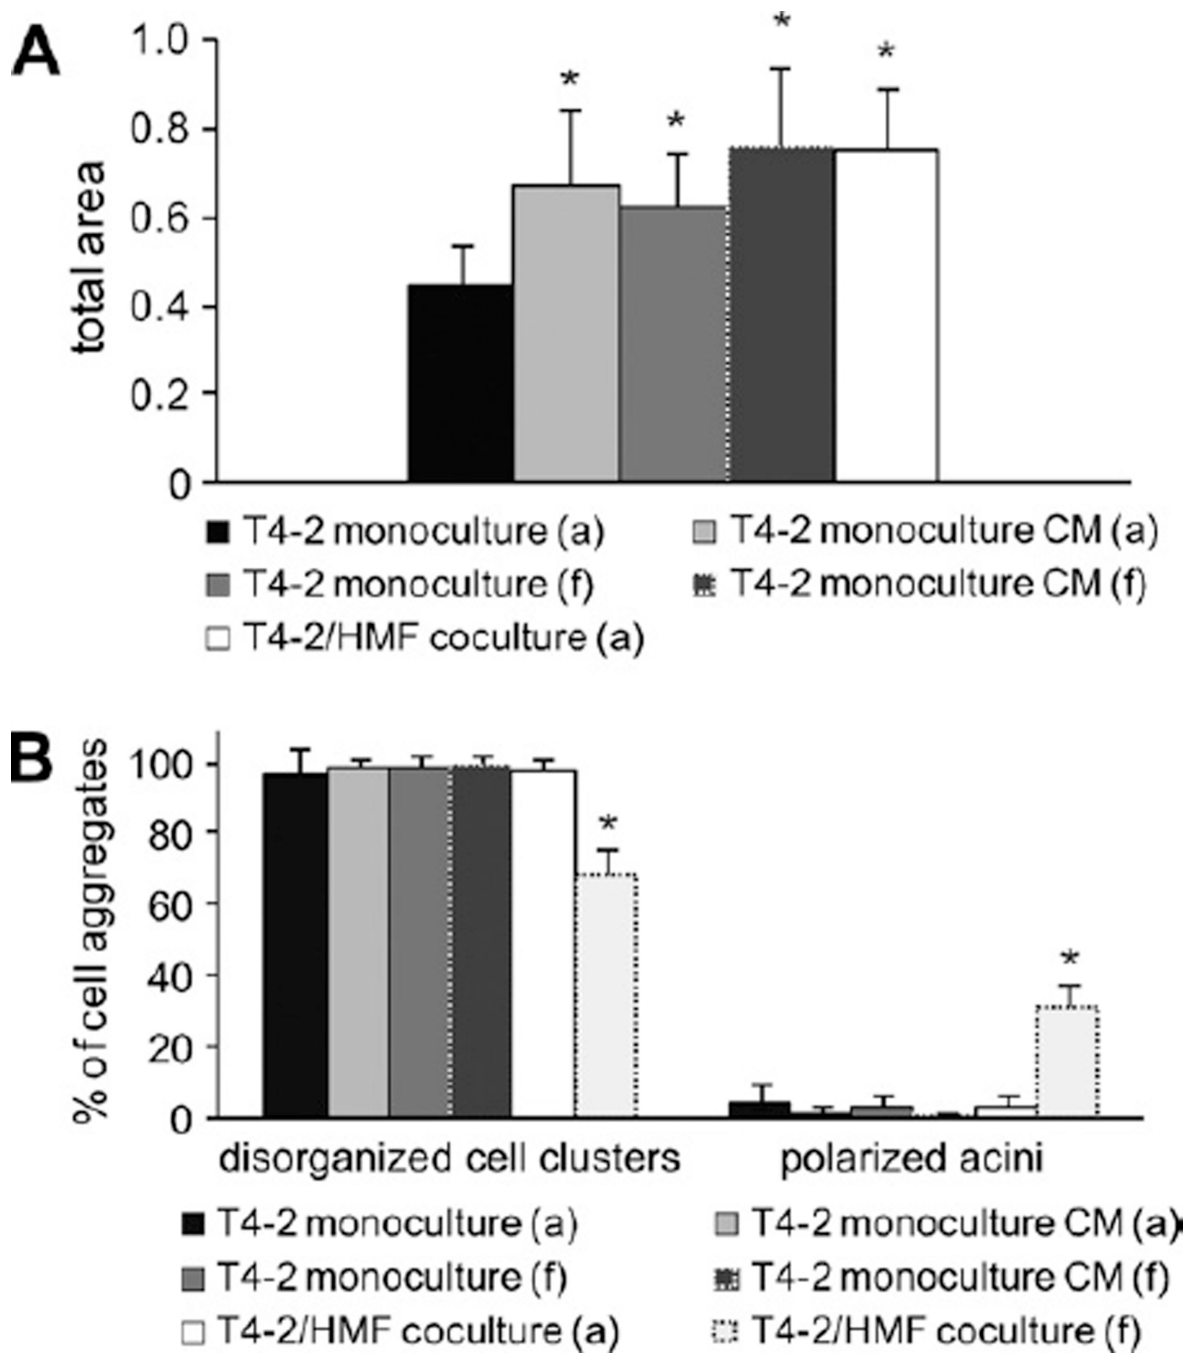 A
total area
1.0
0.8
0.6
0.4
0.2
0
*
*
*
*
T4-2 monoculture (a)
T4-2 monoculture CM (a)
T4-2 monoculture (f)
T4-2 monoculture CM (f)
T4-2/HMF coculture (a)
B
% of cell aggregates
100
80
60
40
20
0
*
*
disorganized cell clusters
polarized acini
T4-2 monoculture (a)
T4-2 monoculture CM (a)
T4-2 monoculture (f)
T4-2 monoculture CM (f)
T4-2/HMF coculture (a)
T4-2/HMF coculture (f)